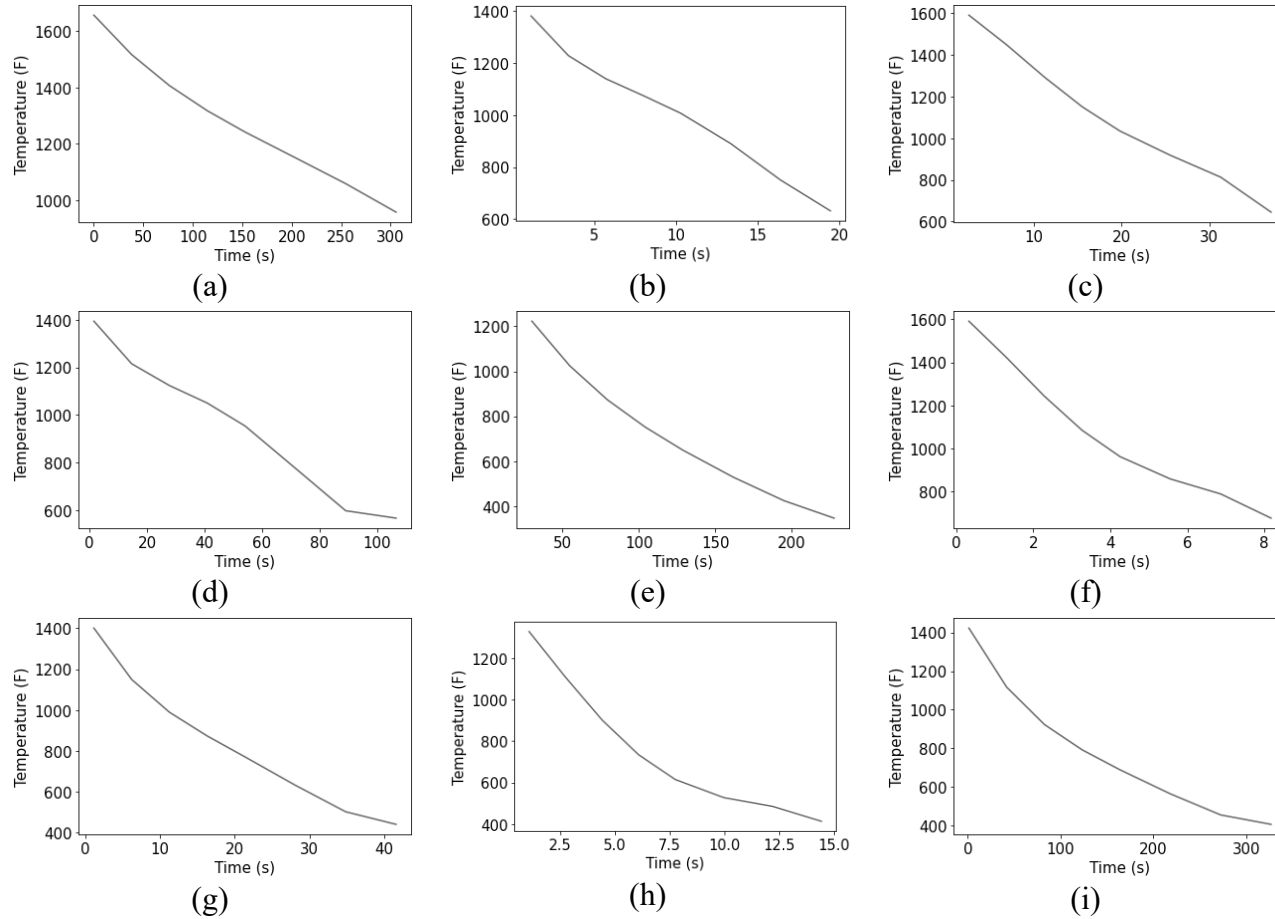 1600
1400
1200
1000
Temperature (F)
0 50 100 150 200 250 300
Time (s)
(a)
1400
1200
1000
800
600
Temperature (F)
5 10 15 20
Time (s)
(b)
1600
1400
1200
1000
800
600
Temperature (F)
10 20 30
Time (s)
(c)
1400
1200
1000
800
600
Temperature (F)
0 20 40 60 80 100
Time (s)
(d)
1200
1000
800
600
400
Temperature (F)
50 100 150 200
Time (s)
(e)
1600
1400
1200
1000
800
Temperature (F)
0 2 4 6 8
Time (s)
(f)
1400
1200
1000
800
600
400
Temperature (F)
0 10 20 30 40
Time (s)
(g)
1200
1000
800
600
400
Temperature (F)
2.5 5.0 7.5 10.0 12.5 15.0
Time (s)
(h)
1400
1200
1000
800
600
400
Temperature (F)
0 100 200 300
Time (s)
(i)